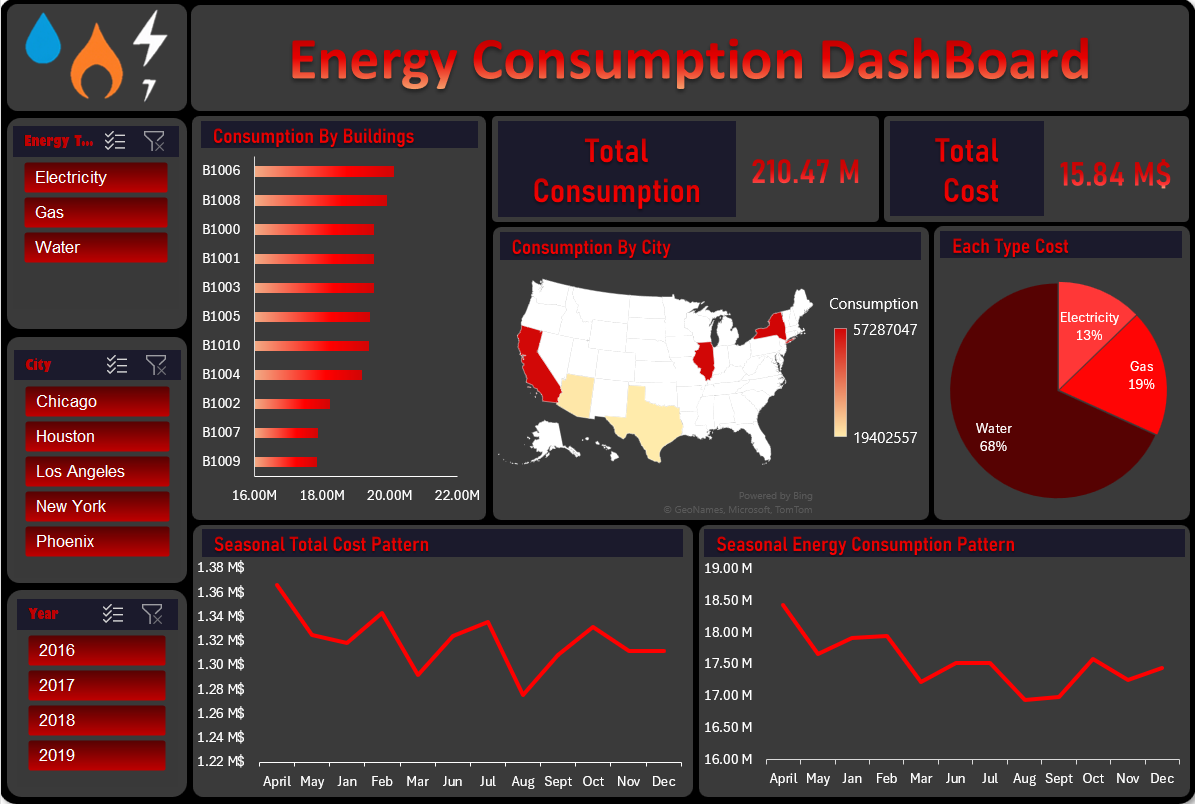 Energy Consumption DashBoard
Energy T...
Electricity
Gas
Water
City
Chicago
Houston
Los Angeles
New York
Phoenix
Year
2016
2017
2018
2019
Consumption By Buildings
B1006
B1008
B1000
B1001
B1003
B1005
B1010
B1004
B1002
B1007
B1009
16.00M 18.00M 20.00M 22.00M
Total
Consumption
210.47 M
Total
Cost
15.84 M$
Consumption By City
Consumption
57287047
19402557
Powered by Bing
© GeoNames, Microsoft, TomTom
Each Type Cost
Electricity
13%
Gas
19%
Water
68%
Seasonal Total Cost Pattern
1.38 M$
1.36 M$
1.34 M$
1.32 M$
1.30 M$
1.28 M$
1.26 M$
1.24 M$
1.22 M$
April May Jan Feb Mar Jun Jul Aug Sept Oct Nov Dec
Seasonal Energy Consumption Pattern
19.00 M
18.50 M
18.00 M
17.50 M
17.00 M
16.50 M
16.00 M
April May Jan Feb Mar Jun Jul Aug Sept Oct Nov Dec